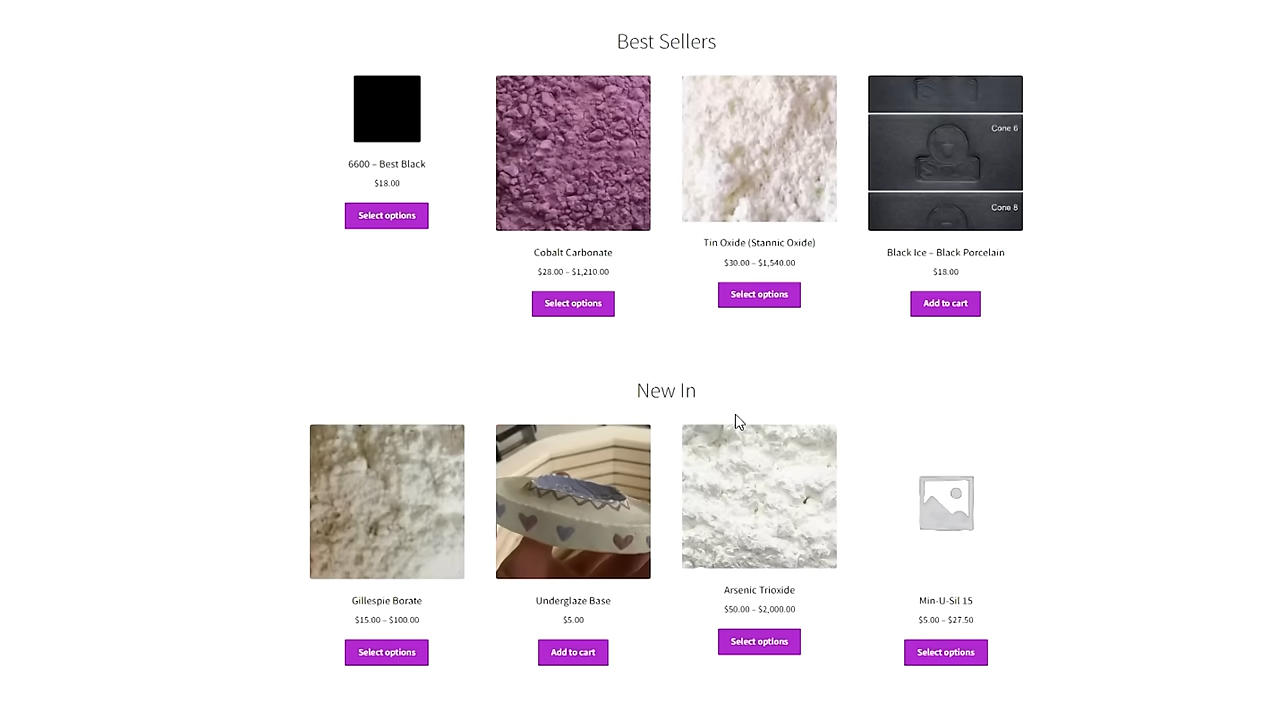 Best Sellers
6600 – Best Black
$18.00
Select options
Cobalt Carbonate
$28.00 – $1,210.00
Select options
Tin Oxide (Stannic Oxide)
$30.00 – $1,540.00
Select options
Cone 6
Cone 8
Black Ice – Black Porcelain
$18.00
Add to cart
New In
Gillespie Borate
$15.00 – $100.00
Select options
Underglaze Base
$5.00
Add to cart
Arsenic Trioxide
$50.00 – $2,000.00
Select options
Min-U-Sil 15
$5.00 – $27.50
Select options